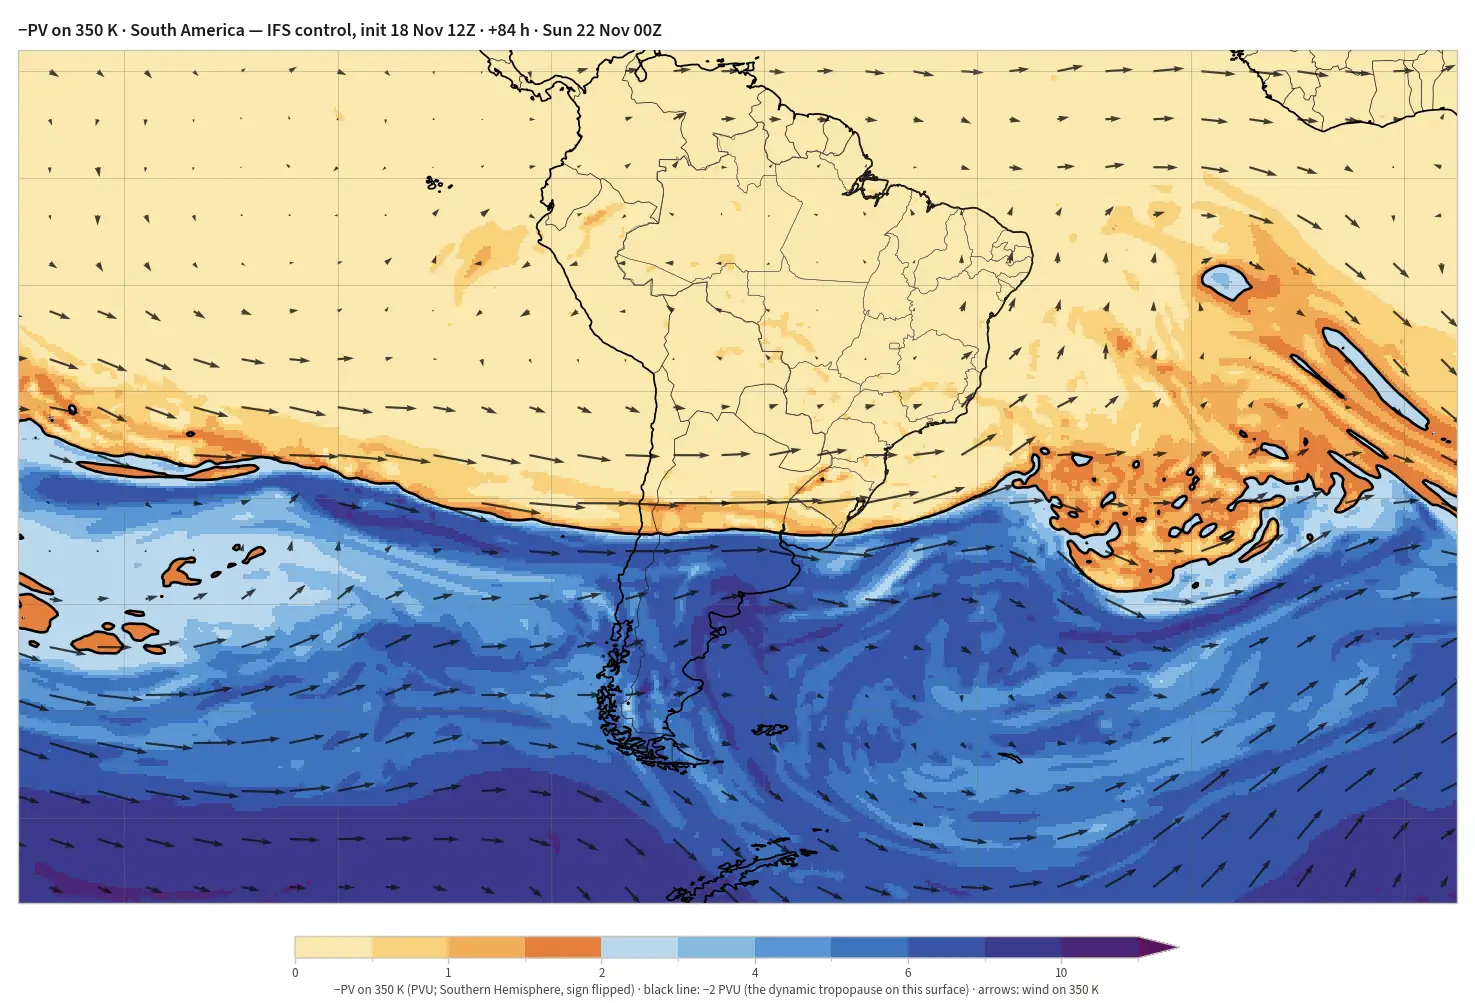 −PV on 350 K · South America — IFS control, init 18 Nov 12Z · +84 h · Sun 22 Nov 00Z
0 1 2 4 6 10
−PV on 350 K (PVU; Southern Hemisphere, sign flipped) · black line: −2 PVU (the dynamic tropopause on this surface) · arrows: wind on 350 K